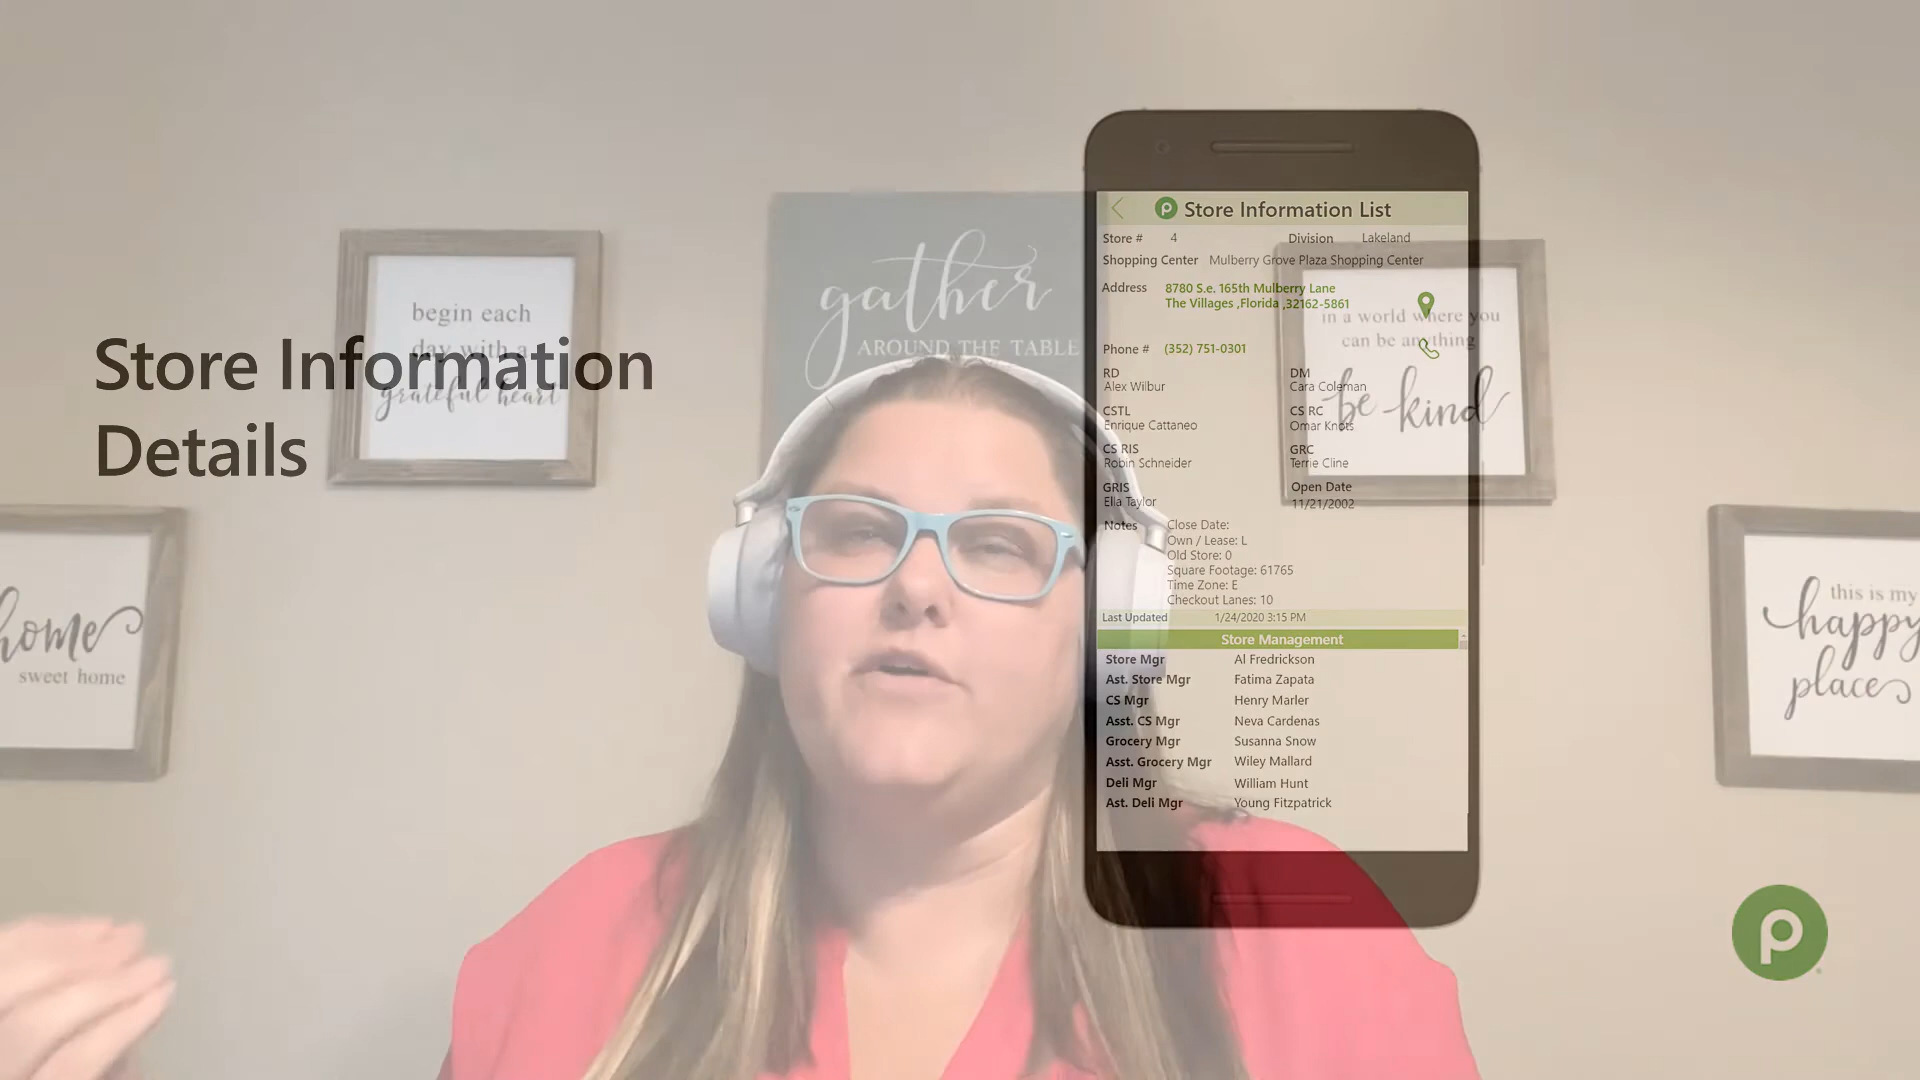 Store Information
Details
begin each
day with a
grateful heart
gather
AROUND THE TABLE
in a world where you
can be anything
be kind
home
sweet home
this is my
happy
place
Store Information List
Store # 4 Division Lakeland
Shopping Center Mulberry Grove Plaza Shopping Center
Address 8780 S.e. 165th Mulberry Lane
The Villages ,Florida ,32162-5861
Phone # (352) 751-0301
RD DM
Alex Wilbur Cara Coleman
CSTL CS RC
Enrique Cattaneo Omar Knots
CS RIS GRC
Robin Schneider Terrie Cline
GRIS Open Date
Ella Taylor 11/21/2002
Notes Close Date:
Own / Lease: L
Old Store: 0
Square Footage: 61765
Time Zone: E
Checkout Lanes: 10
Last Updated 1/24/2020 3:15 PM
Store Management
Store Mgr Al Fredrickson
Ast. Store Mgr Fatima Zapata
CS Mgr Henry Marler
Asst. CS Mgr Neva Cardenas
Grocery Mgr Susanna Snow
Asst. Grocery Mgr Wiley Mallard
Deli Mgr William Hunt
Ast. Deli Mgr Young Fitzpatrick
p